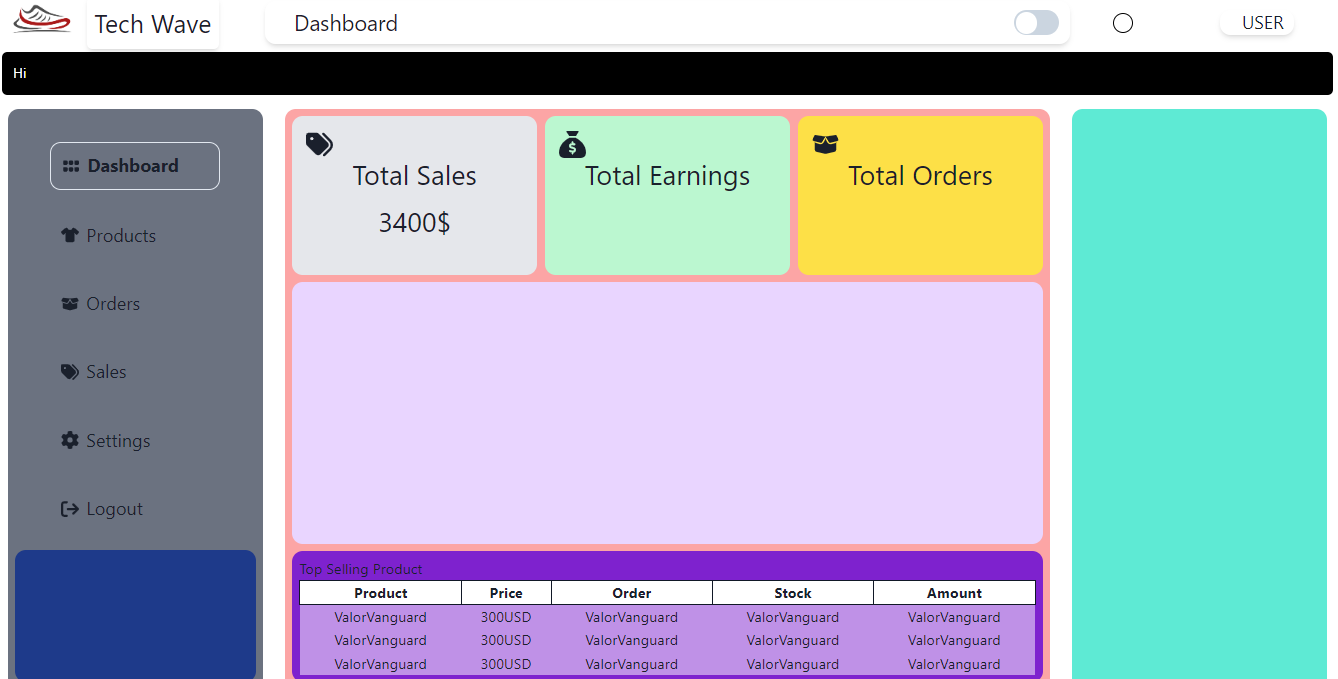 Tech Wave
Dashboard
USER
Hi
Dashboard
Products
Orders
Sales
Settings
Logout
Total Sales
3400$
$
Total Earnings
Total Orders
Top Selling Product
Product Price Order Stock Amount
ValorVanguard 300USD ValorVanguard ValorVanguard ValorVanguard
ValorVanguard 300USD ValorVanguard ValorVanguard ValorVanguard
ValorVanguard 300USD ValorVanguard ValorVanguard ValorVanguard